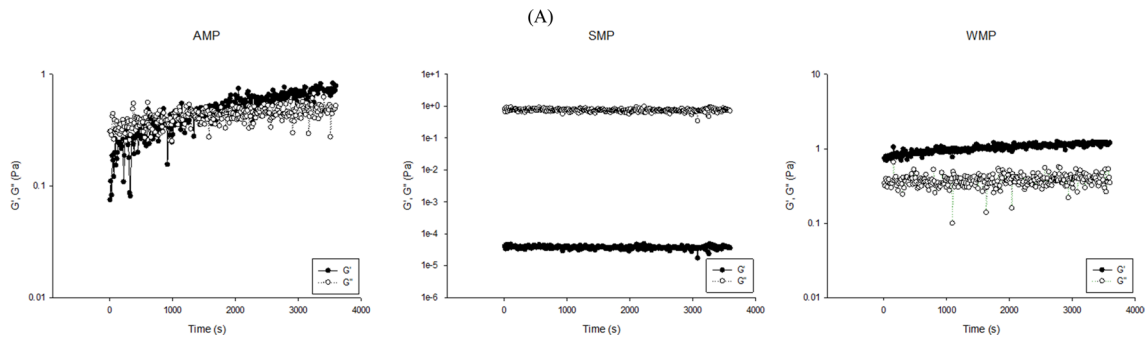 (A)
AMP
SMP
WMP
G', G" (Pa)
1
0.1
0.01
0 1000 2000 3000 4000
Time (s)
G'
G"
G', G" (Pa)
1e+1
1e+0
1e-1
1e-2
1e-3
1e-4
1e-5
1e-6
0 1000 2000 3000 4000
Time (s)
G'
G"
G', G" (Pa)
10
1
0.1
0.01
0 1000 2000 3000 4000
Time (s)
G'
G"